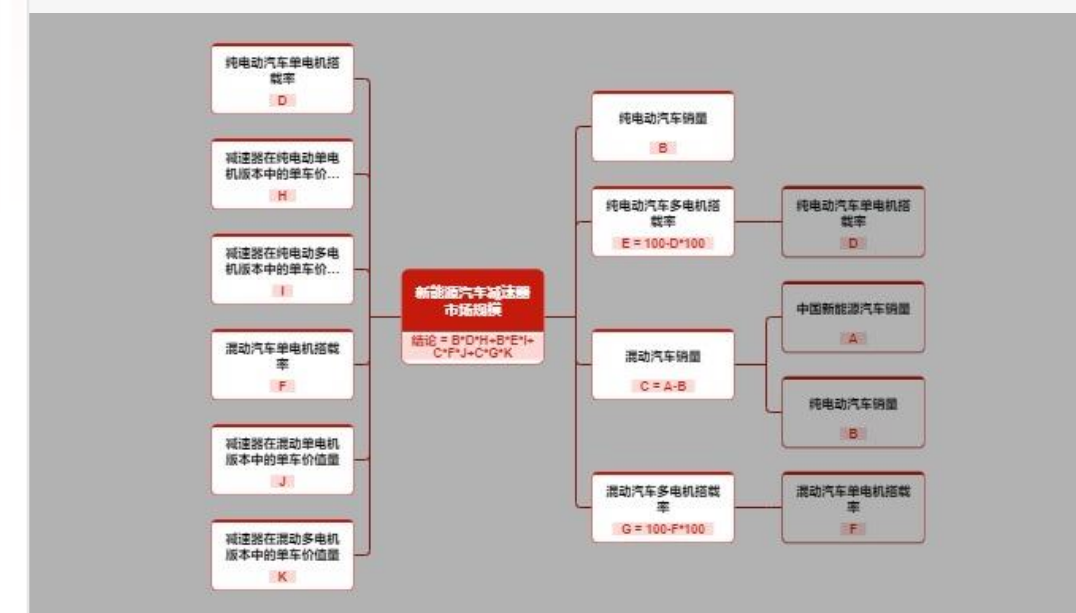 纯电动汽车单电机搭
载率
D
减速器在纯电动单电
机版本中的单车价...
H
减速器在纯电动多电
机版本中的单车价...
I
混动汽车单电机搭载
率
F
减速器在混动单电机
版本中的单车价值量
J
减速器在混动多电机
版本中的单车价值量
K
新能源汽车减速器
市场规模
结论 = B*D*H+B*E*I+
C*F*J+C*G*K
纯电动汽车销量
B
纯电动汽车多电机搭
载率
E = 100-D*100
混动汽车销量
C = A-B
混动汽车多电机搭载
率
G = 100-F*100
纯电动汽车单电机搭
载率
D
中国新能源汽车销量
A
纯电动汽车销量
B
混动汽车单电机搭载
率
F